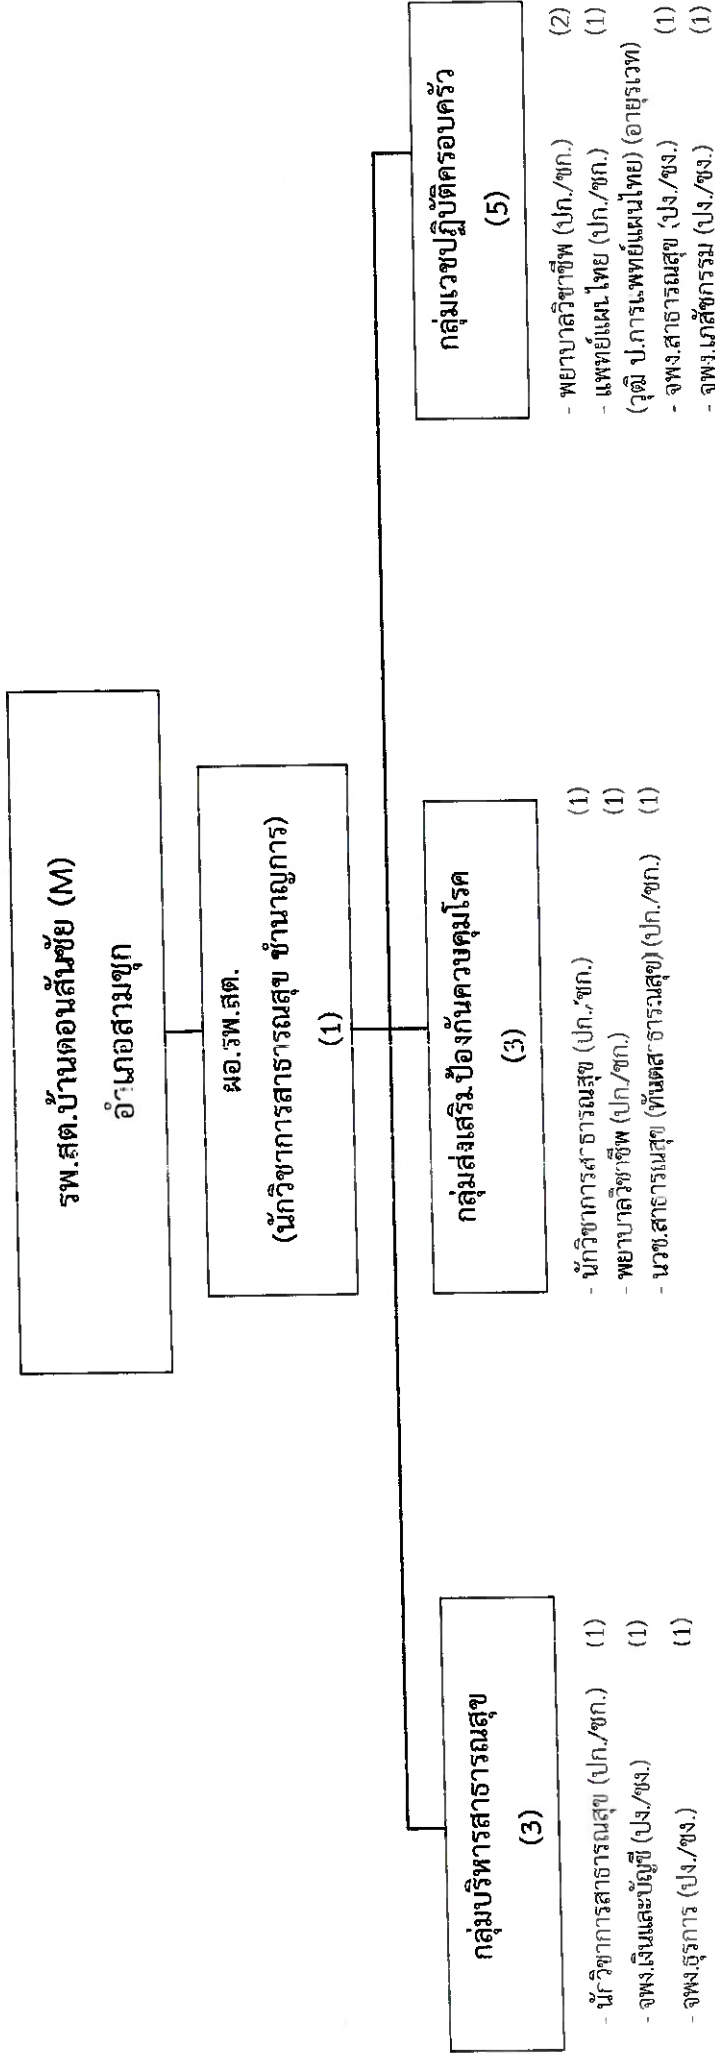 รพ.สต.บ้านดอนสันชัย (M)
อำเภอสามชุก
ผอ.รพ.สต.
(นักวิชาการสาธารณสุข ชำนาญการ)
(1)
กลุ่มบริหารสาธารณสุข
(3)
- นักวิชาการสาธารณสุข (ปก./ชก.) (1)
- จพง.เงินและบัญชี (ปง./ชง.) (1)
- จพง.ธุรการ (ปง./ชง.) (1)
กลุ่มส่งเสริมป้องกันควบคุมโรค
(3)
- นักวิชาการสาธารณสุข (ปก./ชก.) (1)
- พยาบาลวิชาชีพ (ปก./ชก.) (1)
- นวช.สาธารณสุข (ทันตสาธารณสุข) (ปก./ชก.) (1)
กลุ่มเวชปฏิบัติครอบครัว
(5)
- พยาบาลวิชาชีพ (ปก./ชก.) (2)
- แพทย์แผนไทย (ปก./ชก.) (1)
(วุฒิ ป.การแพทย์แผนไทย) (อายุรเวท)
- จพง.สาธารณสุข (ปง./ชง.) (1)
- จพง.เภสัชกรรม (ปง./ชง.) (1)